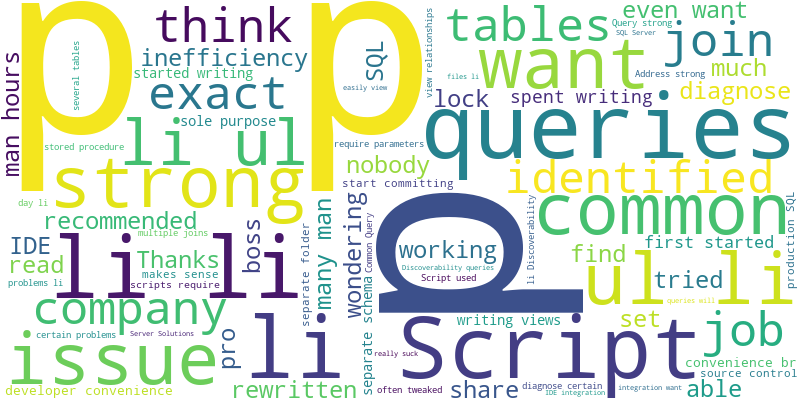 p p
think
tables
even want
Query strong
SQL Server
join
inefficiency
started writing
SQL
want
Address strong
much
several tables
view relationships
easily view
files li
man hours
exact
lock
spent writing
diagnose
sole purpose
li ul
queries
stored procedure
require parameters
nobody
strong
identified
start committing
day li
recommended
common
multiple joins
boss
many man
wondering
p
working
Discoverability queries
Script used
li Discoverability
first started
production SQL
IDE
read
li li
Thanks
makes sense
scripts require
problems li
separate folder
Common Query
find
ul li
tried
queries will
company
separate schema
writing views
set
job
issue
certain problems
Server Solutions
pro
li
Script
really suck
convenience br
source control
developer convenience
rewritten
often tweaked
share
diagnose certain
IDE integration
integration want
able